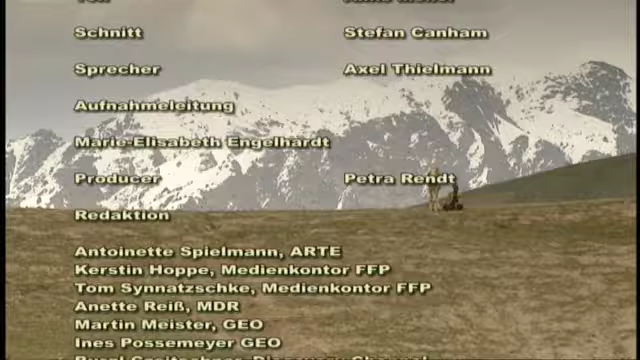 Schnitt Stefan Canham
Sprecher Axel Thielmann
Aufnahmeleitung
Marie-Elisabeth Engelhardt
Producer Petra Rendt
Redaktion
Antoinette Spielmann, ARTE
Kerstin Hoppe, Medienkontor FFP
Tom Synnatzschke, Medienkontor FFP
Anette Reiß, MDR
Martin Meister, GEO
Ines Possemeyer GEO